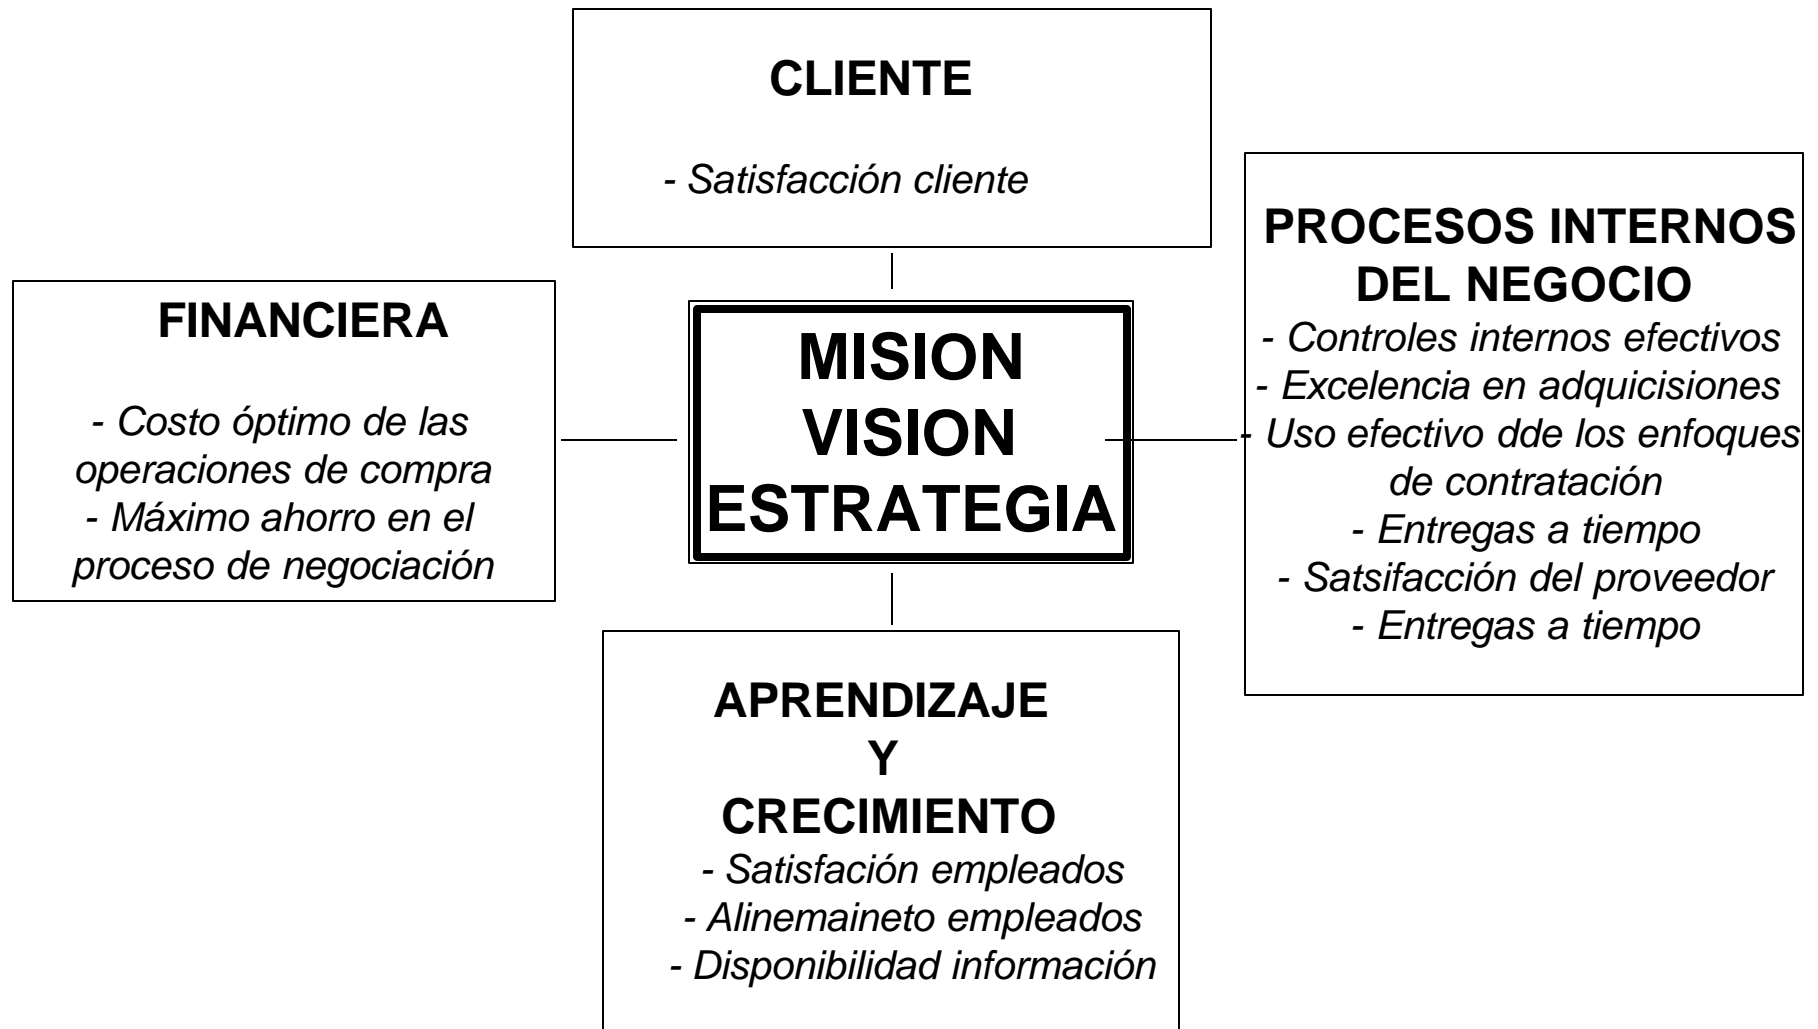 CLIENTE
- Satisfacción cliente
FINANCIERA
- Costo óptimo de las
operaciones de compra
- Máximo ahorro en el
proceso de negociación
MISION
VISION
ESTRATEGIA
PROCESOS INTERNOS
DEL NEGOCIO
- Controles internos efectivos
- Excelencia en adquicisiones
- Uso efectivo dde los enfoques
de contratación
- Entregas a tiempo
- Satsifacción del proveedor
- Entregas a tiempo
APRENDIZAJE
Y
CRECIMIENTO
- Satisfación empleados
- Alinemaineto empleados
- Disponibilidad información